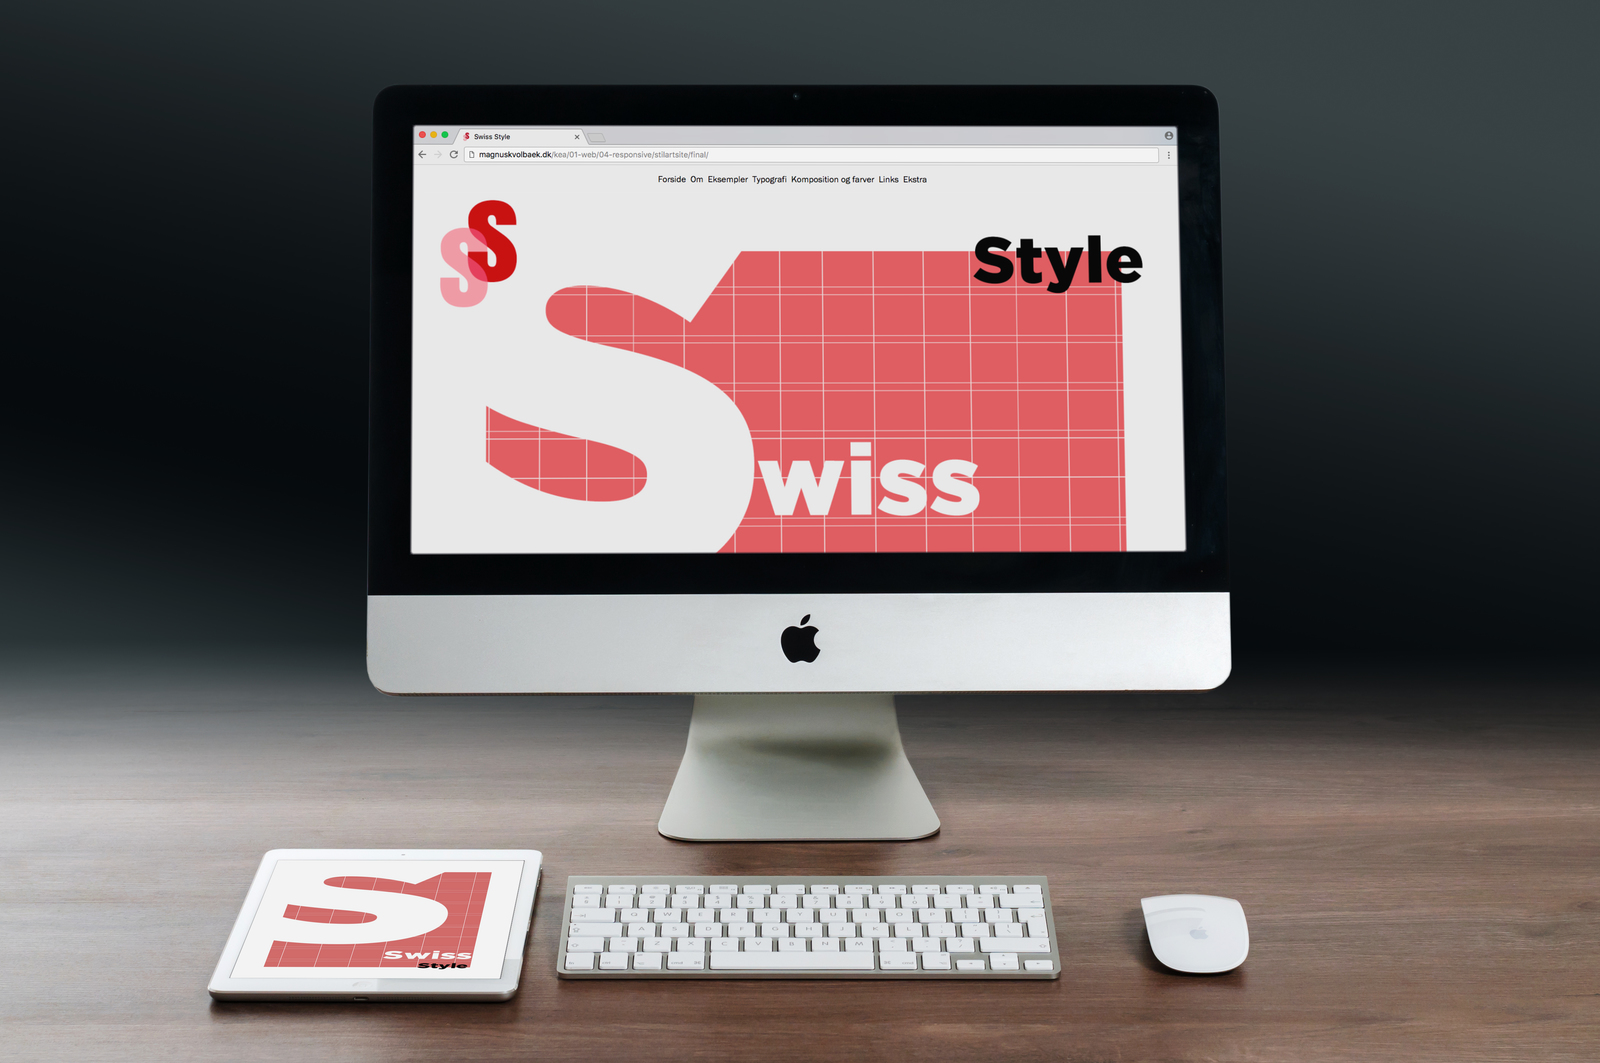 Swiss Style
magnuskvolbaek.dk/kea/01-web/04-responsive/stilartsite/final/
Forside Om Eksempler Typografi Komposition og farver Links Ekstra
S
S
Style
Swiss
Swiss
Style
Q W E R T Y U I O P
A S D F G H J K L
Z X C V B N M